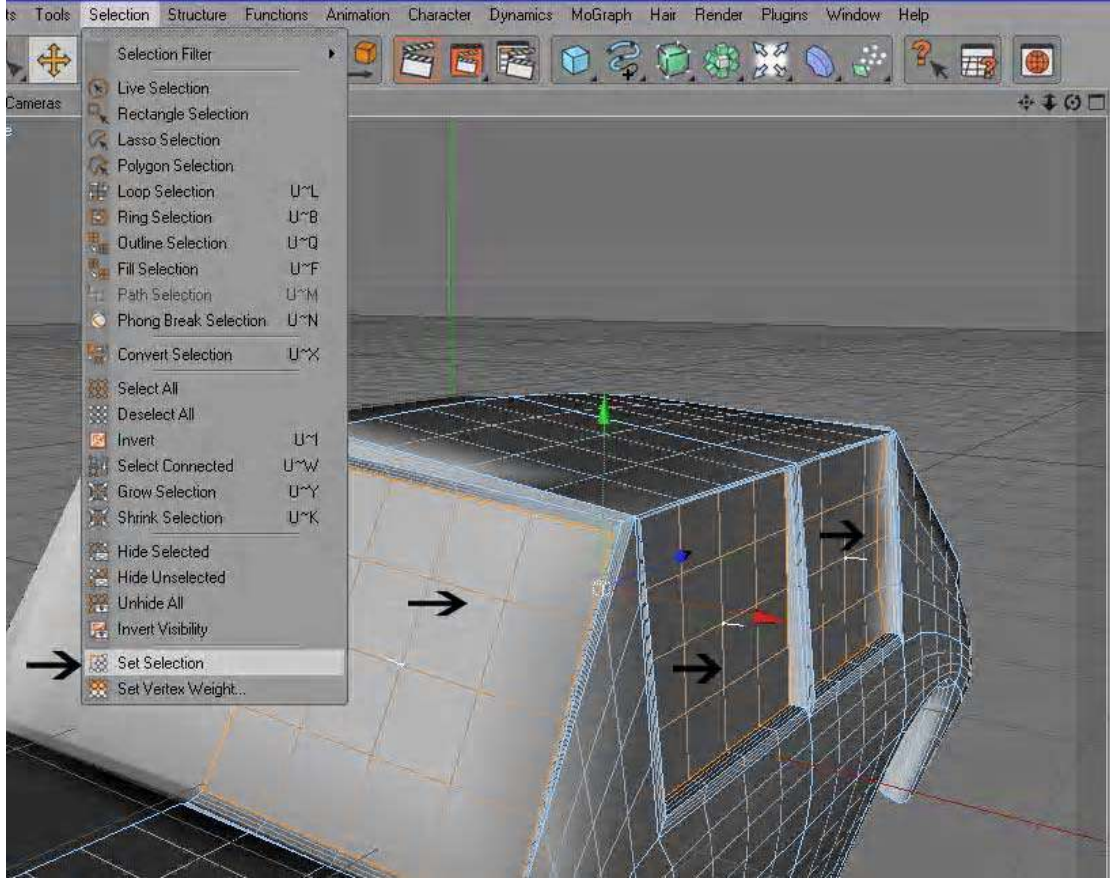 Tools Selection Structure Functions Animation Character Dynamics MoGraph Hair Render Plugins Window Help
Cameras
Selection Filter
Live Selection
Rectangle Selection
Lasso Selection
Polygon Selection
Loop Selection U~L
Ring Selection U~B
Outline Selection U~Q
Fill Selection U~F
Path Selection U~M
Phong Break Selection U~N
Convert Selection U~X
Select All
Deselect All
Invert U~I
Select Connected U~W
Grow Selection U~Y
Shrink Selection U~K
Hide Selected
Hide Unselected
Unhide All
Invert Visibility
Set Selection
Set Vertex Weight...